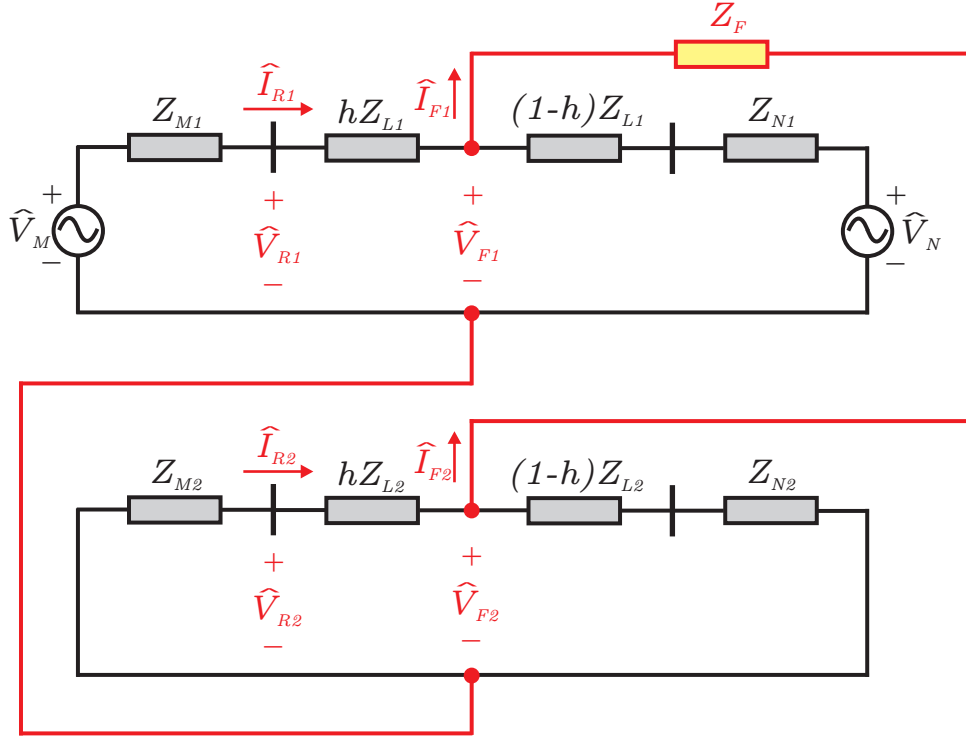 Z_F
Î_R1
Î_F1
Z_M1
hZ_L1
(1-h)Z_L1
Z_N1
+
+
+
+
V̂_M
V̂_R1
V̂_F1
V̂_N
−
−
−
−
Î_R2
Î_F2
Z_M2
hZ_L2
(1-h)Z_L2
Z_N2
+
+
V̂_R2
V̂_F2
−
−